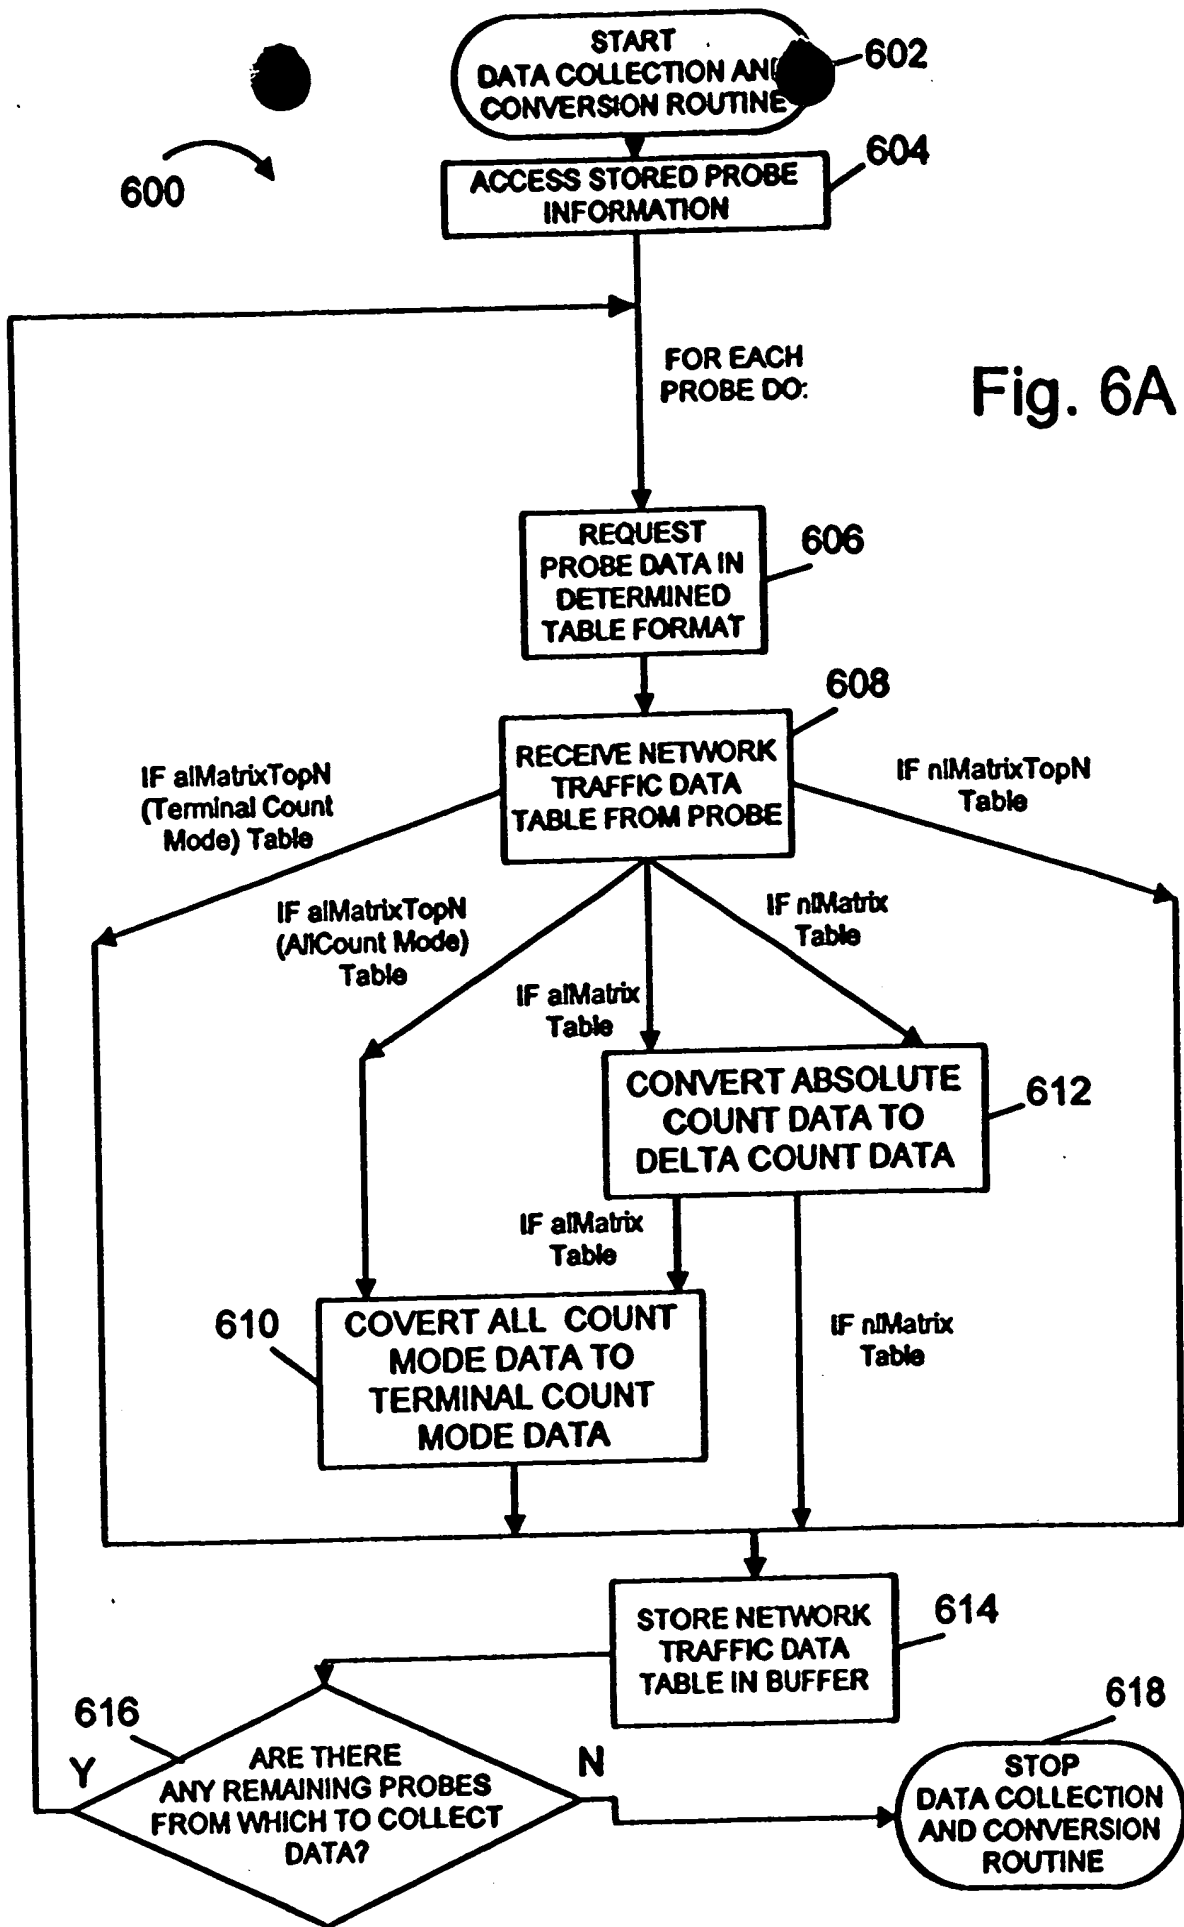 START
DATA COLLECTION AND
CONVERSION ROUTINE
602
604
ACCESS STORED PROBE
INFORMATION
600
FOR EACH
PROBE DO:
Fig. 6A
REQUEST
PROBE DATA IN
DETERMINED
TABLE FORMAT
606
608
RECEIVE NETWORK
TRAFFIC DATA
TABLE FROM PROBE
IF alMatrixTopN
(Terminal Count
Mode) Table
IF nlMatrixTopN
Table
IF alMatrixTopN
(AllCount Mode)
Table
IF alMatrix
Table
IF nlMatrix
Table
CONVERT ABSOLUTE
COUNT DATA TO
DELTA COUNT DATA
612
IF alMatrix
Table
IF nlMatrix
Table
610
COVERT ALL COUNT
MODE DATA TO
TERMINAL COUNT
MODE DATA
STORE NETWORK
TRAFFIC DATA
TABLE IN BUFFER
614
616
Y
ARE THERE
ANY REMAINING PROBES
FROM WHICH TO COLLECT
DATA?
N
618
STOP
DATA COLLECTION
AND CONVERSION
ROUTINE